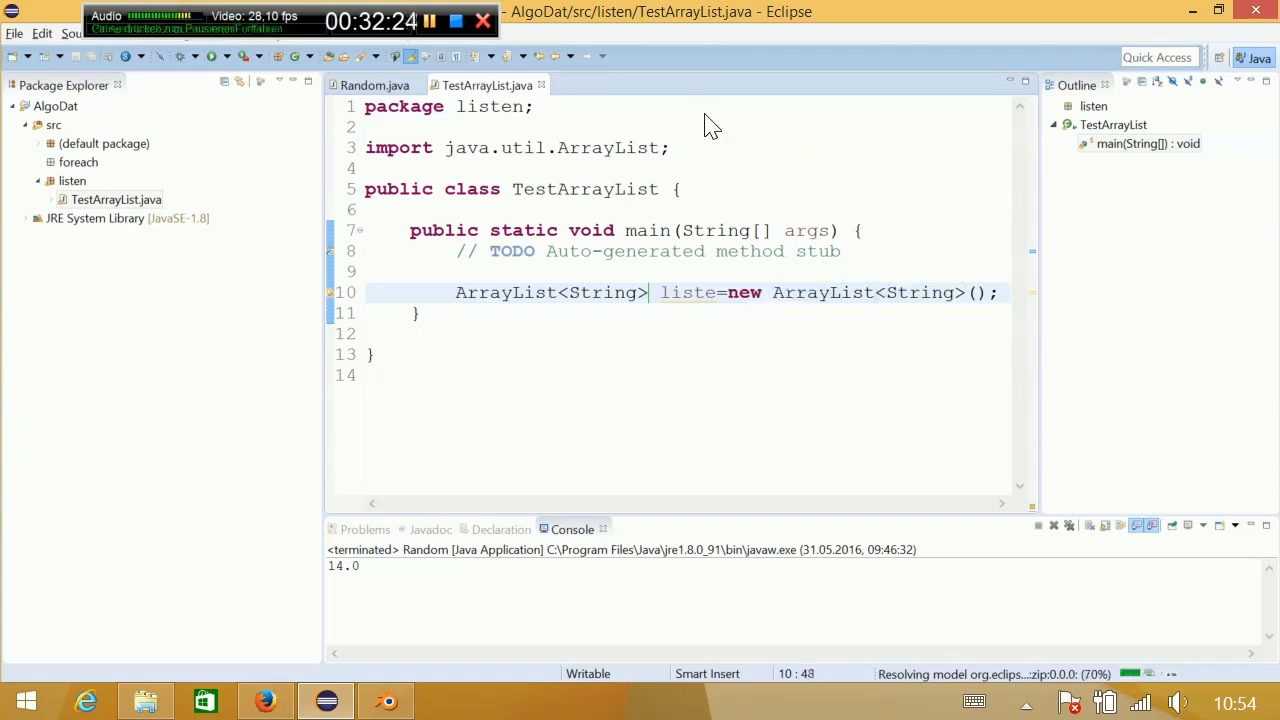 Audio Video: 28,10 fps 00:32:24 - AlgoDat/src/listen/TestArrayList.java - Eclipse
File Edit Sou
Quick Access Java
Package Explorer
AlgoDat
src
(default package)
foreach
listen
TestArrayList.java
JRE System Library [JavaSE-1.8]
Random.java TestArrayList.java
1 package listen;
2
3 import java.util.ArrayList;
4
5 public class TestArrayList {
6
7 public static void main(String[] args) {
8 // TODO Auto-generated method stub
9
10 ArrayList<String> liste=new ArrayList<String>();
11 }
12
13 }
14
Outline
listen
TestArrayList
main(String[]) : void
Problems Javadoc Declaration Console
<terminated> Random [Java Application] C:\Program Files\Java\jre1.8.0_91\bin\javaw.exe (31.05.2016, 09:46:32)
14.0
Writable Smart Insert 10 : 48 Resolving model org.eclips...:zip:0.0.0: (70%)
10:54